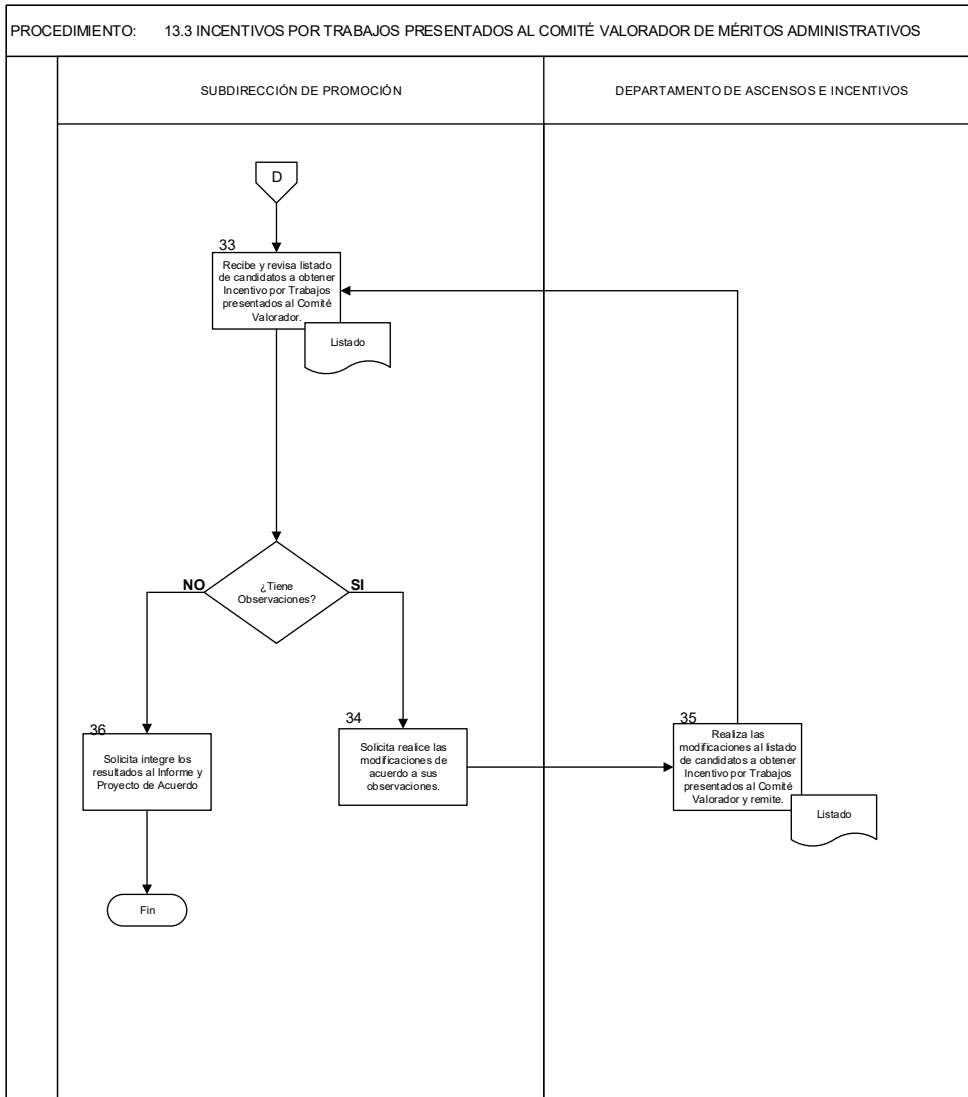 PROCEDIMIENTO: 13.3 INCENTIVOS POR TRABAJOS PRESENTADOS AL COMITÉ VALORADOR DE MÉRITOS ADMINISTRATIVOS
SUBDIRECCIÓN DE PROMOCIÓN
DEPARTAMENTO DE ASCENSOS E INCENTIVOS
D
33
Recibe y revisa listado
de candidatos a obtener
Incentivo por Trabajos
presentados al Comité
Valorador.
Listado
¿Tiene
Observaciones?
NO
SI
36
Solicita integre los
resultados al Informe y
Proyecto de Acuerdo
34
Solicita realice las
modificaciones de
acuerdo a sus
observaciones.
35
Realiza las
modificaciones al listado
de candidatos a obtener
Incentivo por Trabajos
presentados al Comité
Valorador y remite.
Listado
Fin